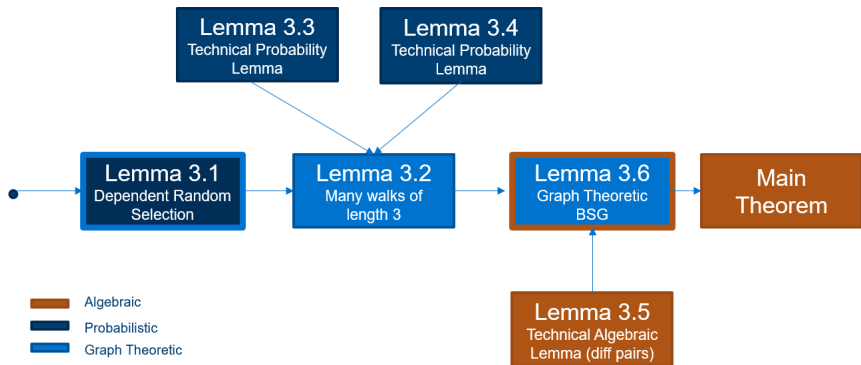 Lemma 3.3
Technical Probability
Lemma
Lemma 3.4
Technical Probability
Lemma
Lemma 3.1
Dependent Random
Selection
Lemma 3.2
Many walks of
length 3
Lemma 3.6
Graph Theoretic
BSG
Main
Theorem
Lemma 3.5
Technical Algebraic
Lemma (diff pairs)
Algebraic
Probabilistic
Graph Theoretic